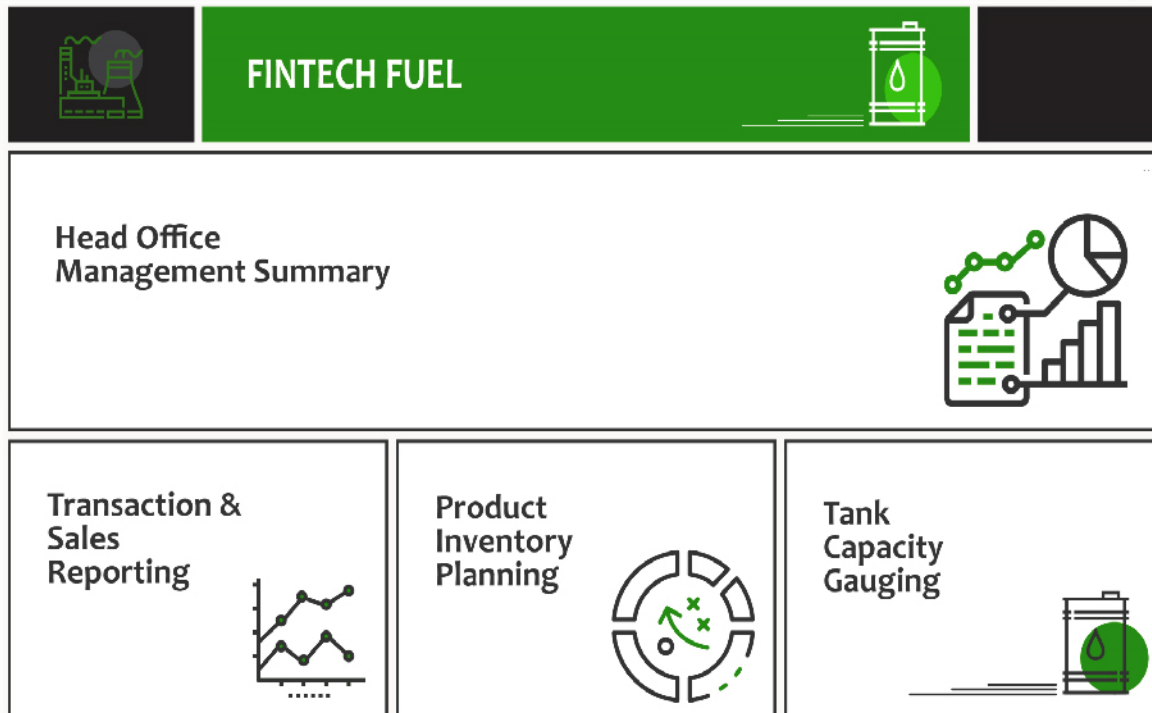 FINTECH FUEL
Head Office
Management Summary
Transaction &
Sales
Reporting
Product
Inventory
Planning
Tank
Capacity
Gauging